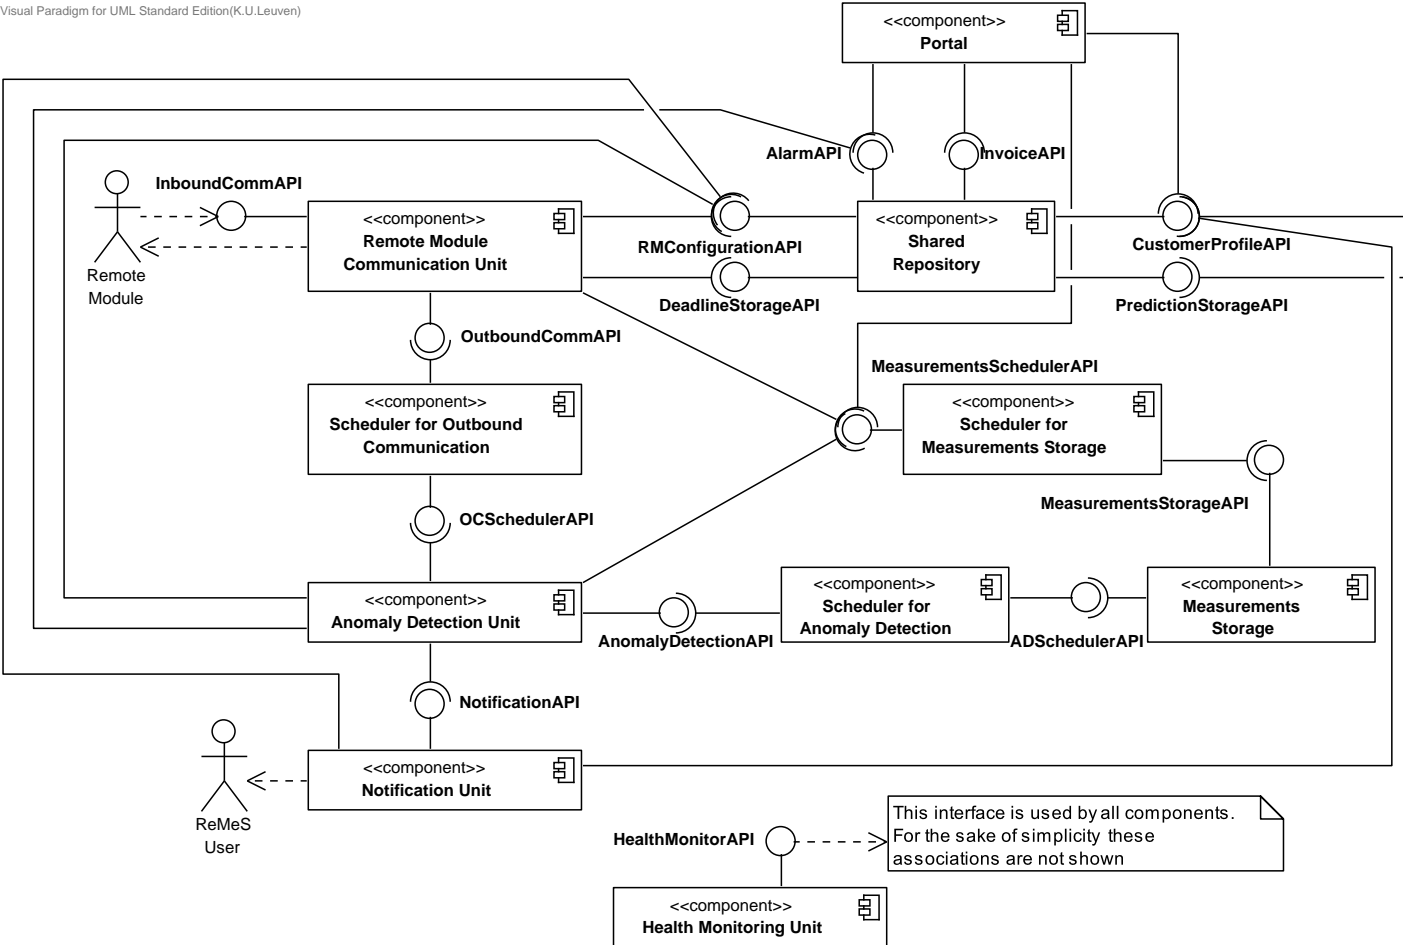 Visual Paradigm for UML Standard Edition(K.U.Leuven)
<<component>>
Portal
AlarmAPI
InvoiceAPI
InboundCommAPI
<<component>>
Remote Module
Communication Unit
RMConfigurationAPI
<<component>>
Shared
Repository
CustomerProfileAPI
Remote
Module
DeadlineStorageAPI
PredictionStorageAPI
OutboundCommAPI
MeasurementsSchedulerAPI
<<component>>
Scheduler for Outbound
Communication
<<component>>
Scheduler for
Measurements Storage
MeasurementsStorageAPI
OCSchedulerAPI
<<component>>
Anomaly Detection Unit
AnomalyDetectionAPI
<<component>>
Scheduler for
Anomaly Detection
ADSchedulerAPI
<<component>>
Measurements
Storage
NotificationAPI
<<component>>
Notification Unit
ReMeS
User
HealthMonitorAPI
This interface is used by all components.
For the sake of simplicity these
associations are not shown
<<component>>
Health Monitoring Unit